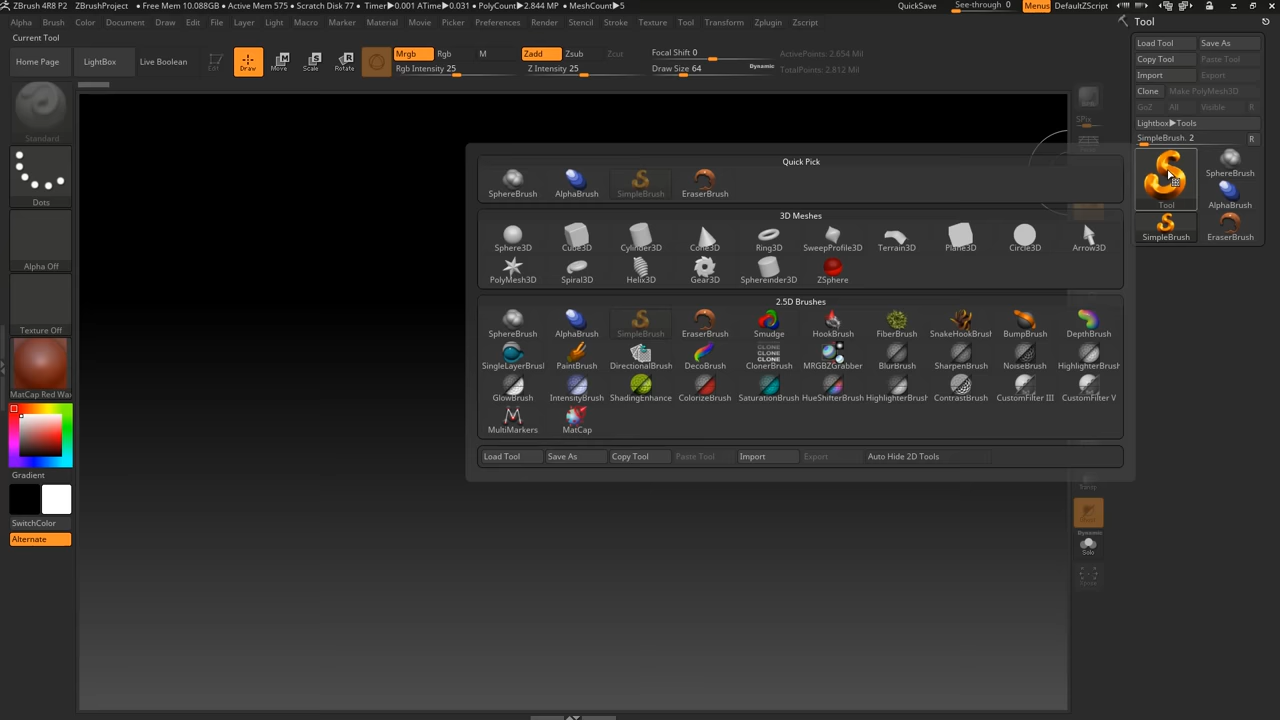 ZBrush 4R8 P2 ZBrushProject • Free Mem 10.088GB • Active Mem 575 • Scratch Disk 77 • Timer▶0.001 ATime▶0.031 • PolyCount▶2.844 MP • MeshCount▶5 QuickSave See-through 0 Menus DefaultZScript
Alpha Brush Color Document Draw Edit File Layer Light Macro Marker Material Movie Picker Preferences Render Stencil Stroke Texture Tool Transform Zplugin Zscript
Tool
Current Tool
Home Page LightBox Live Boolean Edit Draw Move Scale Rotate
Mrgb Rgb M
Rgb Intensity 25
Zadd Zsub Zcut
Z Intensity 25
Focal Shift 0
Draw Size 64 Dynamic
ActivePoints: 2.654 Mil
TotalPoints: 2.812 Mil
Load Tool Save As
Copy Tool Paste Tool
Import Export
Clone Make PolyMesh3D
GoZ All Visible R
Lightbox▶Tools
SimpleBrush. 2 R
Tool SphereBrush
AlphaBrush
SimpleBrush EraserBrush
Standard
Dots
Alpha Off
Texture Off
MatCap Red Wa
Gradient
SwitchColor
Alternate
SPix
Quick Pick
SphereBrush AlphaBrush SimpleBrush EraserBrush
3D Meshes
Sphere3D Cube3D Cylinder3D Cone3D Ring3D SweepProfile3D Terrain3D Plane3D Circle3D Arrow3D
PolyMesh3D Spiral3D Helix3D Gear3D Sphereinder3D ZSphere
2.5D Brushes
SphereBrush AlphaBrush SimpleBrush EraserBrush Smudge HookBrush FiberBrush SnakeHookBrush BumpBrush DepthBrush
SingleLayerBrusl PaintBrush DirectionalBrush DecoBrush CLONE CLONE CLONE ClonerBrush MRGBZGrabber BlurBrush SharpenBrush NoiseBrush HighlighterBrush
GlowBrush IntensityBrush ShadingEnhance ColorizeBrush SaturationBrush HueShifterBrush HighlighterBrush ContrastBrush CustomFilter III CustomFilter V
MultiMarkers MatCap
Load Tool Save As Copy Tool Paste Tool Import Export Auto Hide 2D Tools
Dynamic
Solo